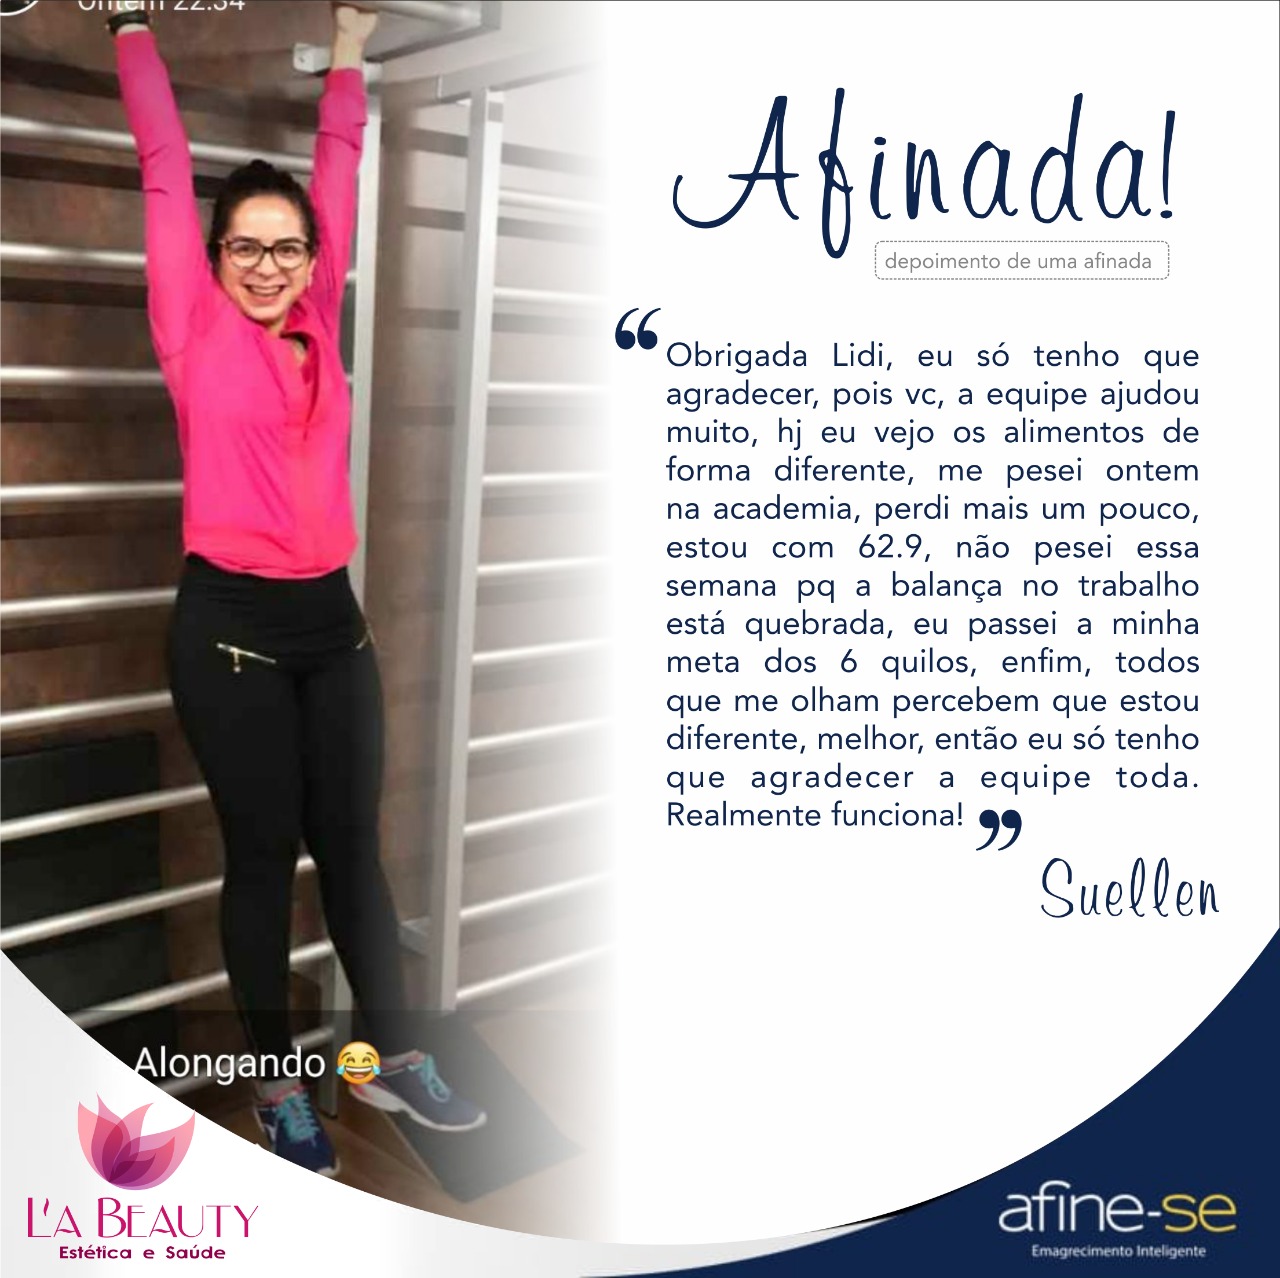 Ontem 22:34
Afinada!
depoimento de uma afinada
“Obrigada Lidi, eu só tenho que
agradecer, pois vc, a equipe ajudou
muito, hj eu vejo os alimentos de
forma diferente, me pesei ontem
na academia, perdi mais um pouco,
estou com 62.9, não pesei essa
semana pq a balança no trabalho
está quebrada, eu passei a minha
meta dos 6 quilos, enfim, todos
que me olham percebem que estou
diferente, melhor, então eu só tenho
que agradecer a equipe toda.
Realmente funciona!”
Suellen
Alongando 😂
L'A BEAUTY
Estética e Saúde
afine-se
Emagrecimento Inteligente